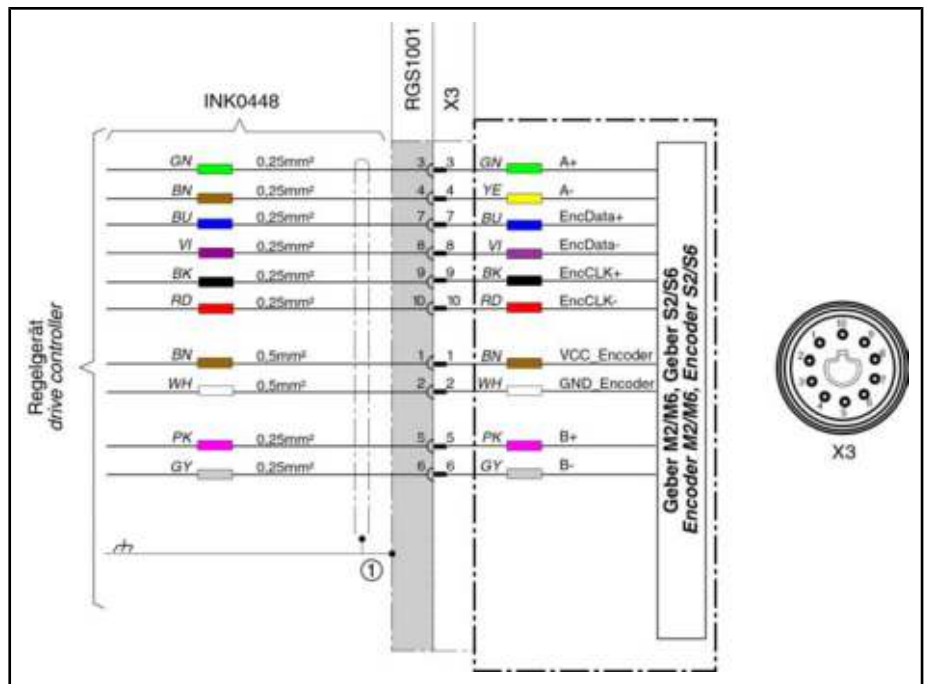 INK0448
RGS1001
X3
GN 0,25mm² 3 3 GN A+
BN 0,25mm² 4 4 YE A-
BU 0,25mm² 7 7 BU EncData+
VI 0,25mm² 8 8 VI EncData-
BK 0,25mm² 9 9 BK EncCLK+
RD 0,25mm² 10 10 RD EncCLK-
BN 0,5mm² 1 1 BN VCC_Encoder
WH 0,5mm² 2 2 WH GND_Encoder
PK 0,25mm² 5 5 PK B+
GY 0,25mm² 6 6 GY B-
1
Regelgerät
drive controller
Geber M2/M6, Geber S2/S6
Encoder M2/M6, Encoder S2/S6
X3